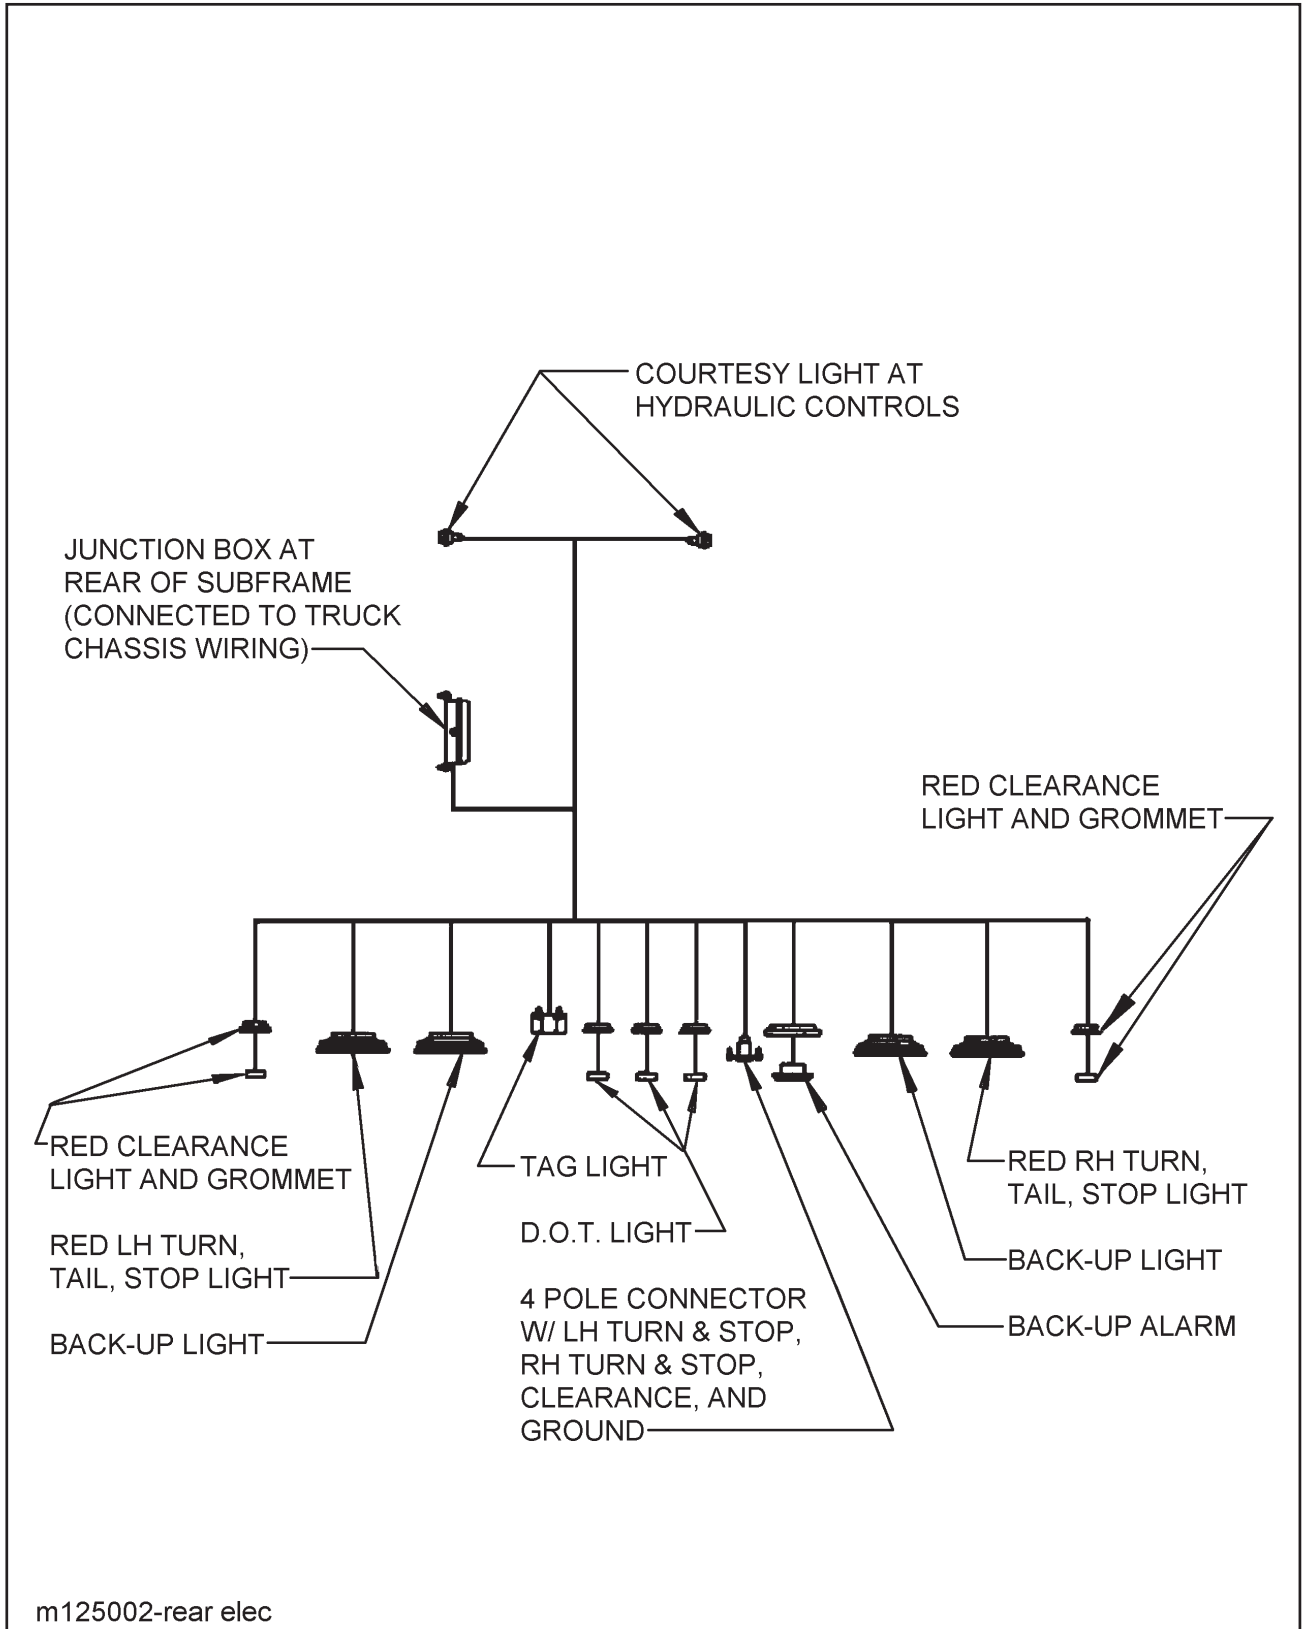 COURTESY LIGHT AT
HYDRAULIC CONTROLS
JUNCTION BOX AT
REAR OF SUBFRAME
(CONNECTED TO TRUCK
CHASSIS WIRING)
RED CLEARANCE
LIGHT AND GROMMET
RED CLEARANCE
LIGHT AND GROMMET
RED LH TURN,
TAIL, STOP LIGHT
BACK-UP LIGHT
TAG LIGHT
D.O.T. LIGHT
4 POLE CONNECTOR
W/ LH TURN & STOP,
RH TURN & STOP,
CLEARANCE, AND
GROUND
RED RH TURN,
TAIL, STOP LIGHT
BACK-UP LIGHT
BACK-UP ALARM
m125002-rear elec